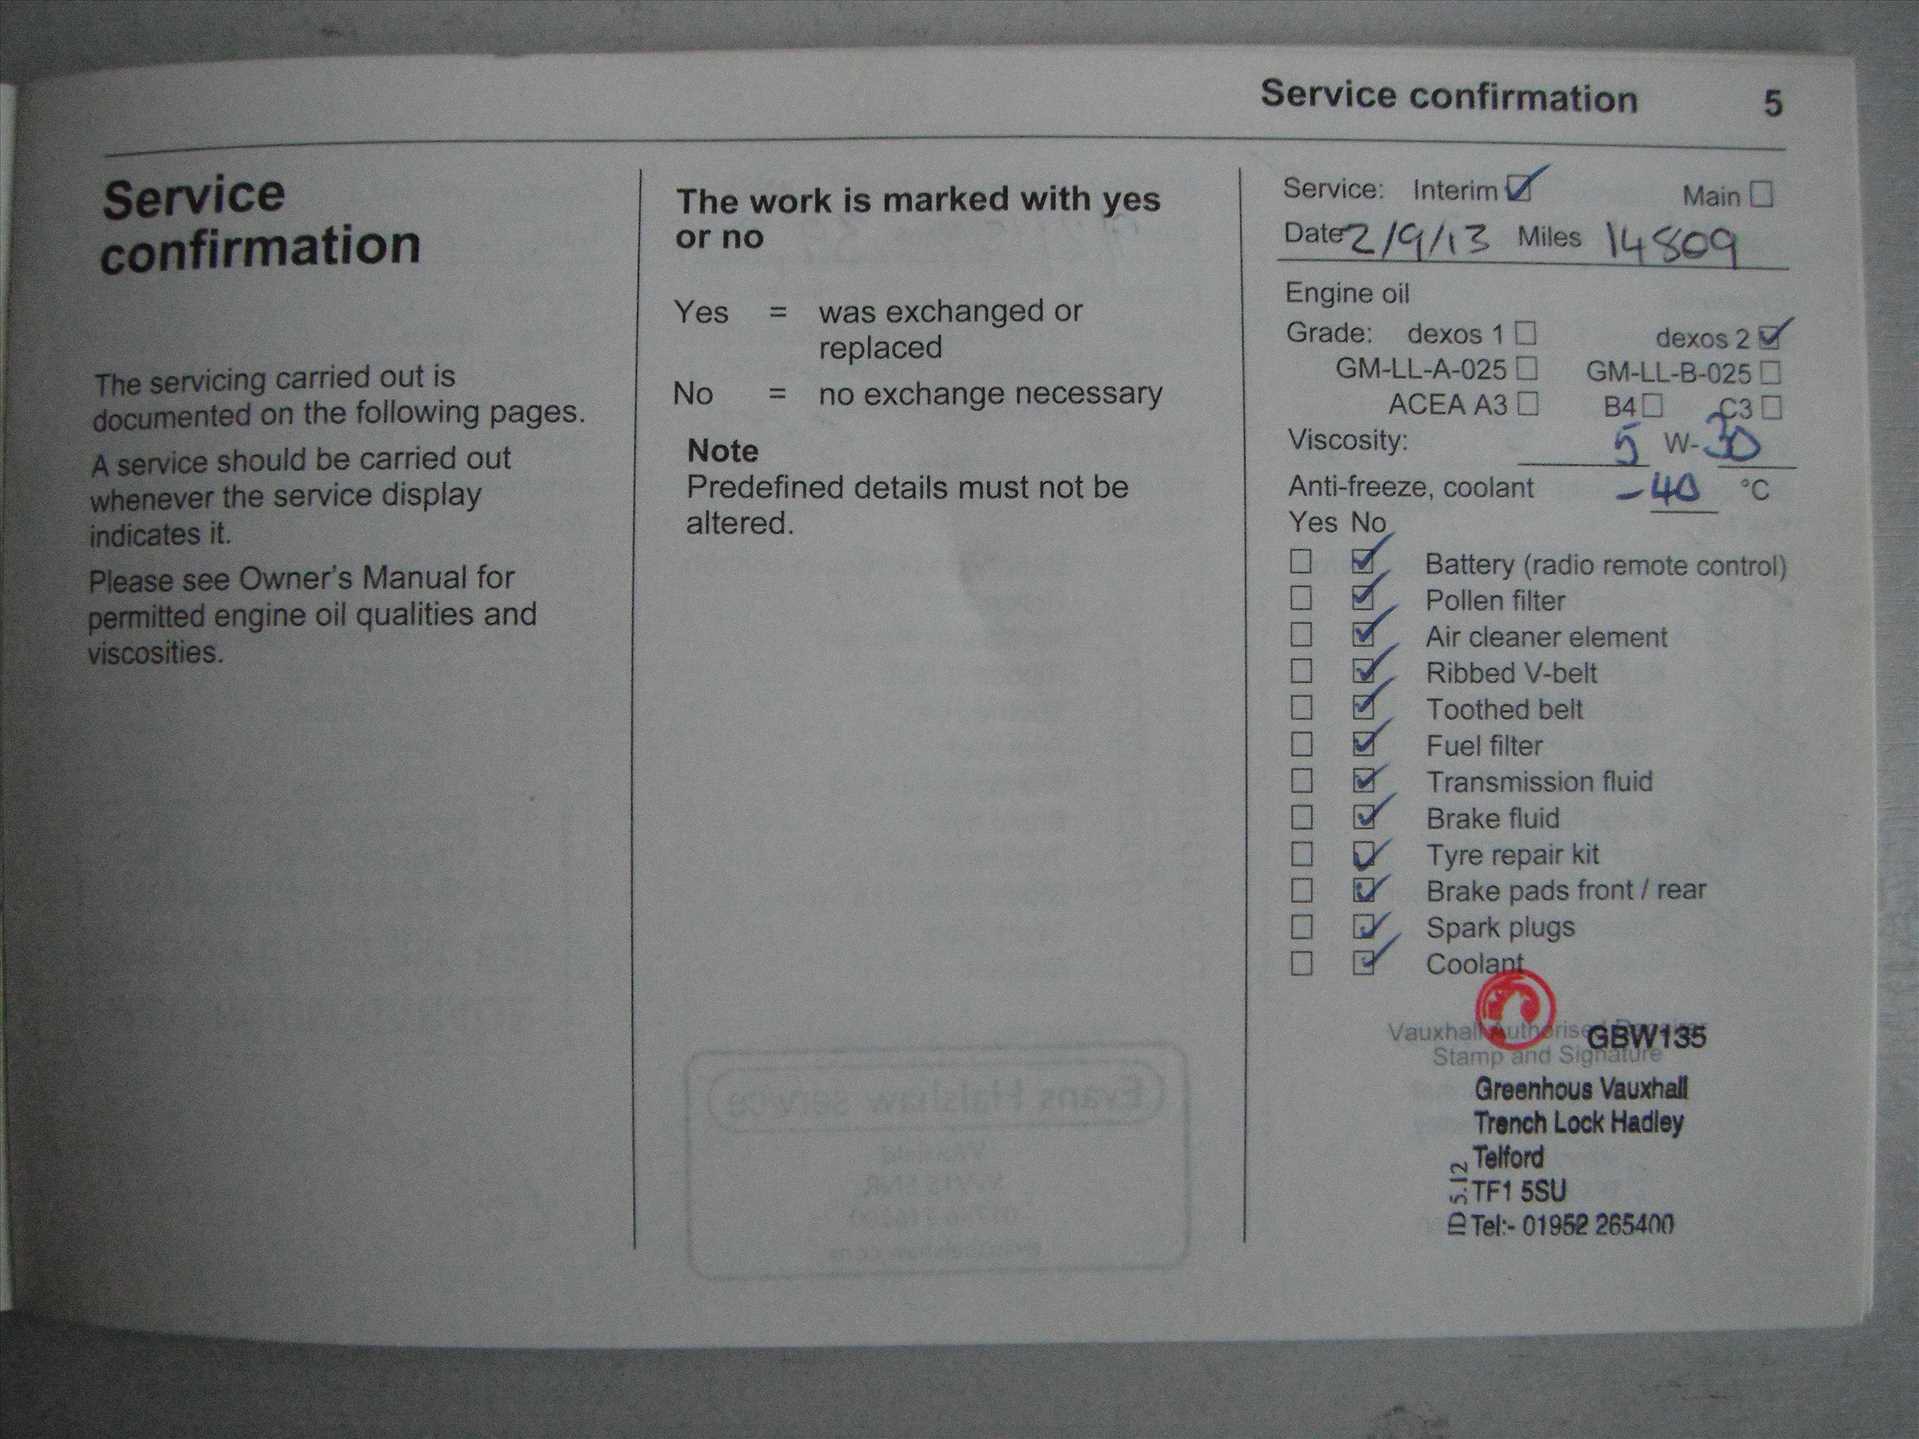 Service confirmation 5
Service
confirmation
The servicing carried out is
documented on the following pages.
A service should be carried out
whenever the service display
indicates it.
Please see Owner's Manual for
permitted engine oil qualities and
viscosities.
The work is marked with yes
or no
Yes = was exchanged or
replaced
No = no exchange necessary
Note
Predefined details must not be
altered.
Service: Interim Main
Date 2/9/13 Miles 14809
Engine oil
Grade: dexos 1 dexos 2
GM-LL-A-025 GM-LL-B-025
ACEA A3 B4 C3
Viscosity: 5 W-30
Anti-freeze, coolant -40 °C
Yes No
Battery (radio remote control)
Pollen filter
Air cleaner element
Ribbed V-belt
Toothed belt
Fuel filter
Transmission fluid
Brake fluid
Tyre repair kit
Brake pads front / rear
Spark plugs
Coolant
Vauxhall Authorised Repairer
Stamp and Signature
GBW135
Greenhous Vauxhall
Trench Lock Hadley
Telford
TF1 5SU
Tel:- 01952 265400
ID 5.12